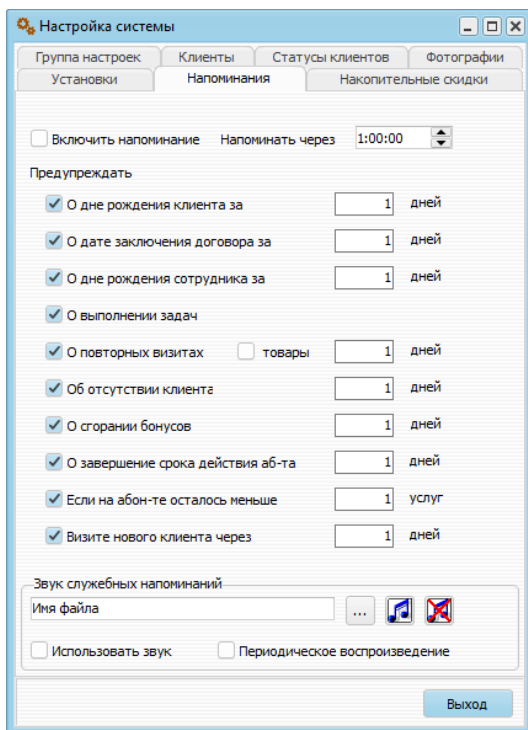 Настройка системы
Группа настроек Клиенты Статусы клиентов Фотографии
Установки Напоминания Накопительные скидки
Включить напоминание Напоминать через 1:00:00
Предупреждать
О дне рождения клиента за 1 дней
О дате заключения договора за 1 дней
О дне рождения сотрудника за 1 дней
О выполнении задач
О повторных визитах товары 1 дней
Об отсутствии клиента 1 дней
О сгорании бонусов 1 дней
О завершение срока действия аб-та 1 дней
Если на абон-те осталось меньше 1 услуг
Визите нового клиента через 1 дней
Звук служебных напоминаний
Имя файла ...
Использовать звук Периодическое воспроизведение
Выход